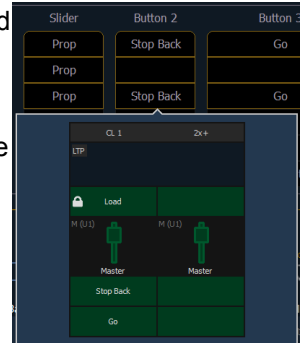 d
Slider Button 2 Button 3
Prop Stop Back Go
Prop
Prop Stop Back Go
e
CL 1 2x+
LTP
Load
M (U1) M (U1)
Master Master
Stop Back
Go